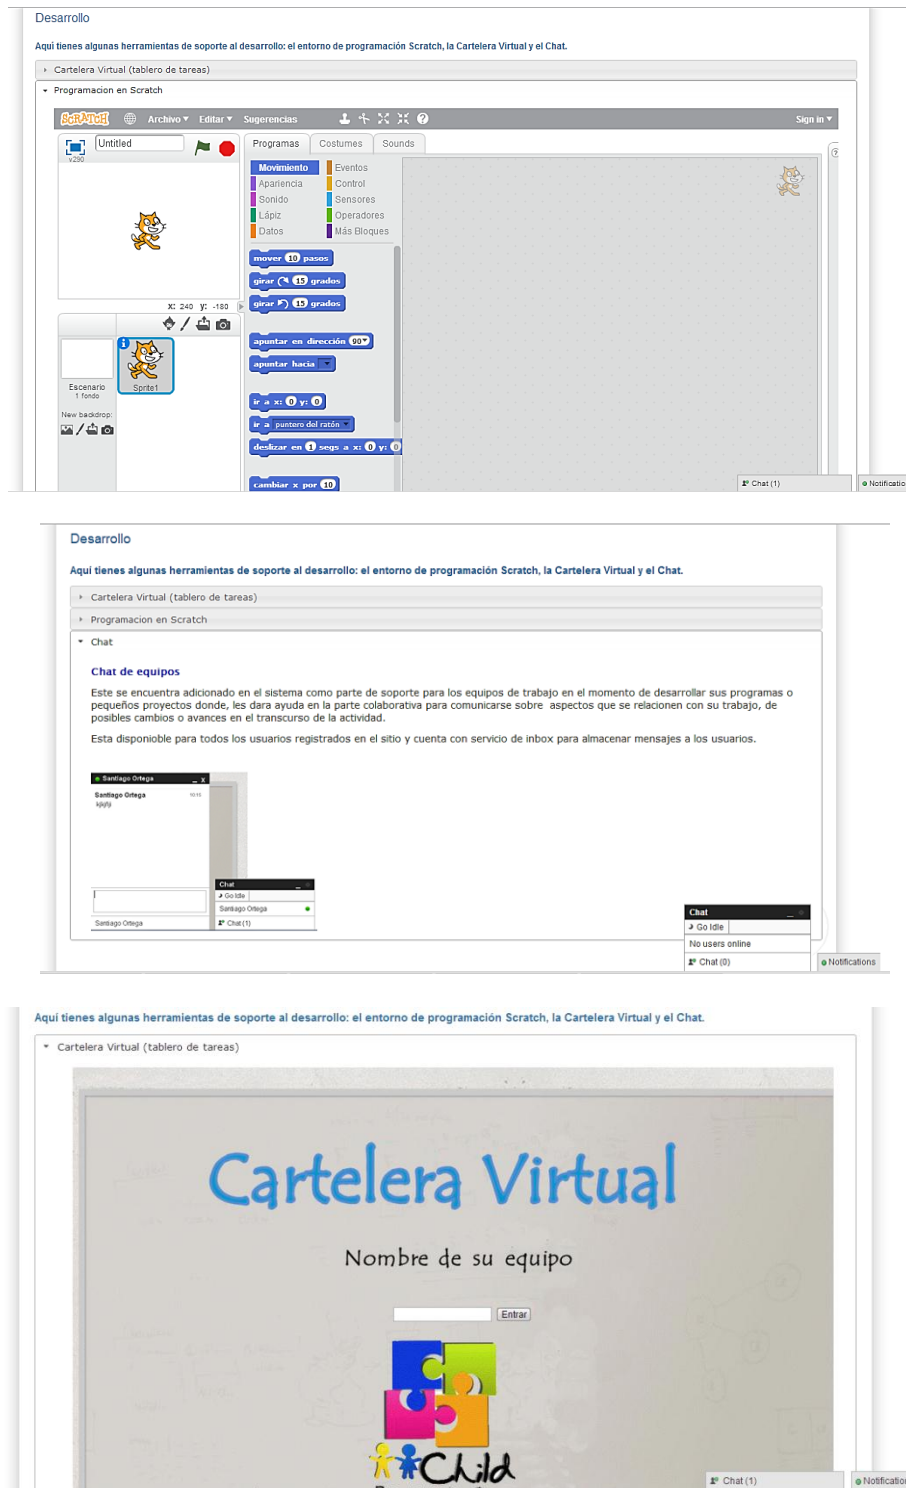 Desarrollo
Aquí tienes algunas herramientas de soporte al desarrollo: el entorno de programación Scratch, la Cartelera Virtual y el Chat.
Cartelera Virtual (tablero de tareas)
Programacion en Scratch
SCRATCH Archivo Editar Sugerencias Sign in
v290 Untitled
Programas Costumes Sounds
Movimiento Eventos
Apariencia Control
Sonido Sensores
Lápiz Operadores
Datos Más Bloques
mover 10 pasos
girar 15 grados
girar 15 grados
apuntar en dirección 90
apuntar hacia
ir a x: 0 y: 0
ir a puntero del ratón
deslizar en 1 segs a x: 0 y: 0
cambiar x por 10
X: 240 y: -180
Escenario
1 fondo
Sprite1
New backdrop:
Chat (1)
Notificatio
Desarrollo
Aquí tienes algunas herramientas de soporte al desarrollo: el entorno de programación Scratch, la Cartelera Virtual y el Chat.
Cartelera Virtual (tablero de tareas)
Programacion en Scratch
Chat
Chat de equipos
Este se encuentra adicionado en el sistema como parte de soporte para los equipos de trabajo en el momento de desarrollar sus programas o
pequeños proyectos donde, les dara ayuda en la parte colaborativa para comunicarse sobre aspectos que se relacionen con su trabajo, de
posibles cambios o avances en el transcurso de la actividad.
Esta disponioble para todos los usuarios registrados en el sitio y cuenta con servicio de inbox para almacenar mensajes a los usuarios.
Santiago Ortega _ x
Santiago Ortega
Santiago Ortega
Chat
Go Idle
Santiago Ortega
Chat (1)
Chat
Go Idle
No users online
Chat (0)
Notifications
Aquí tienes algunas herramientas de soporte al desarrollo: el entorno de programación Scratch, la Cartelera Virtual y el Chat.
Cartelera Virtual (tablero de tareas)
Cartelera Virtual
Nombre de su equipo
Entrar
Child
Chat (1)
Notification